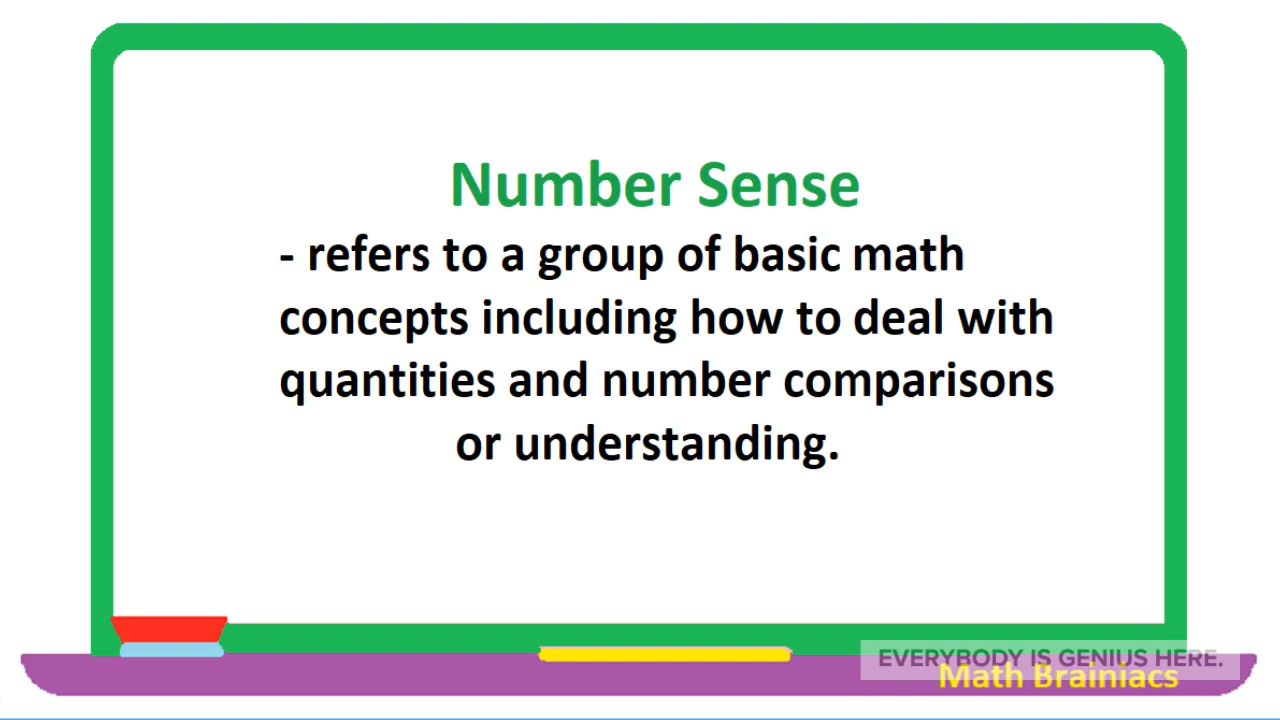 Number Sense
- refers to a group of basic math
concepts including how to deal with
quantities and number comparisons
or understanding.
EVERYBODY IS GENIUS HERE.
Math Brainiacs